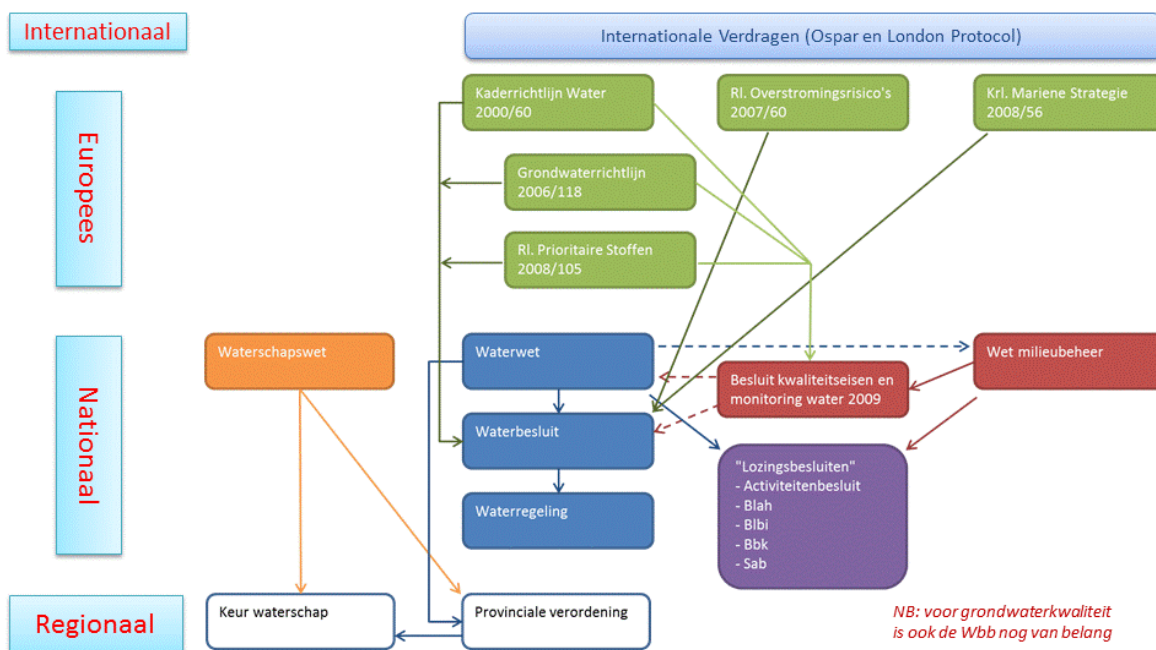 Internationaal
Internationale Verdragen (Ospar en London Protocol)
Europees
Kaderrichtlijn Water
2000/60
Rl. Overstromingsrisico's
2007/60
Krl. Mariene Strategie
2008/56
Grondwaterrichtlijn
2006/118
Rl. Prioritaire Stoffen
2008/105
Nationaal
Waterschapswet
Waterwet
Wet milieubeheer
Besluit kwaliteitseisen en
monitoring water 2009
Waterbesluit
"Lozingsbesluiten"
- Activiteitenbesluit
- Blah
- Blbi
- Bbk
- Sab
Waterregeling
Regionaal
Keur waterschap
Provinciale verordening
NB: voor grondwaterkwaliteit
is ook de Wbb nog van belang